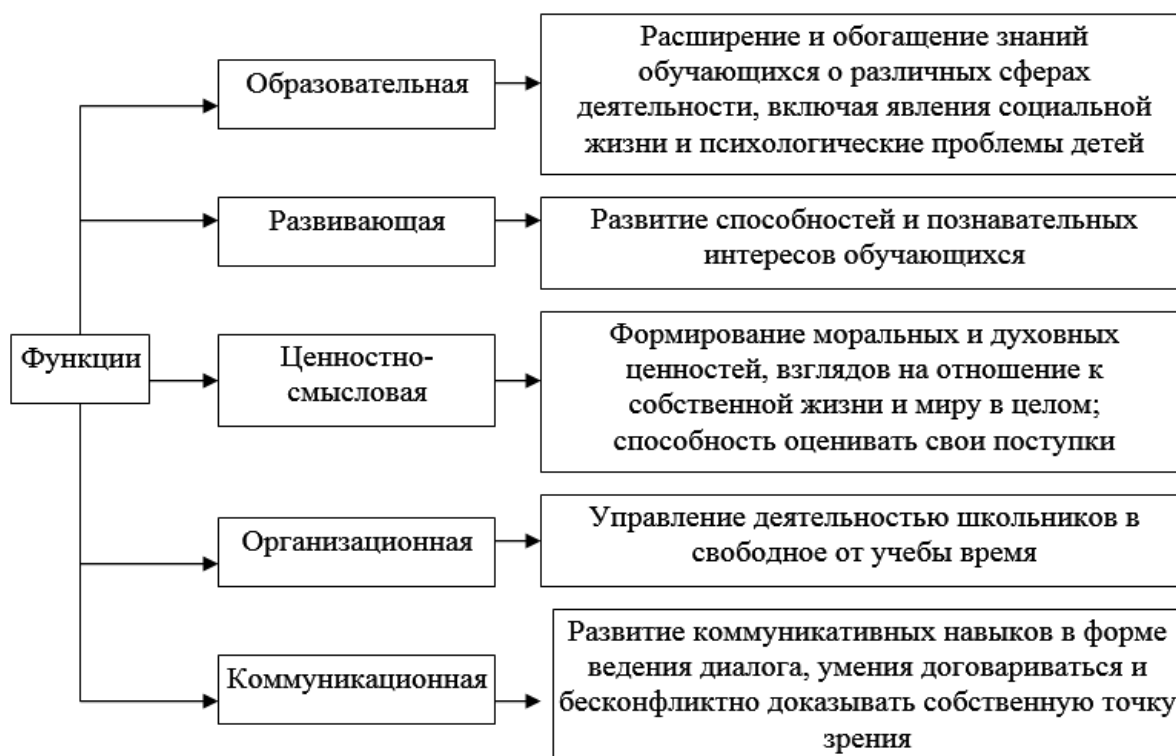 Функции
Образовательная
Расширение и обогащение знаний
обучающихся о различных сферах
деятельности, включая явления социальной
жизни и психологические проблемы детей
Развивающая
Развитие способностей и познавательных
интересов обучающихся
Ценностно-
смысловая
Формирование моральных и духовных
ценностей, взглядов на отношение к
собственной жизни и миру в целом;
способность оценивать свои поступки
Организационная
Управление деятельностью школьников в
свободное от учебы время
Коммуникационная
Развитие коммуникативных навыков в форме
ведения диалога, умения договариваться и
бесконфликтно доказывать собственную точку
зрения